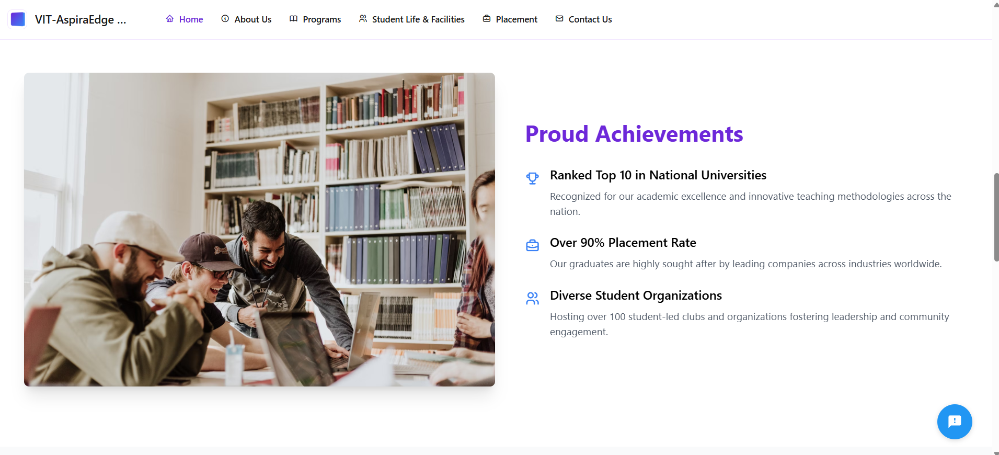 VIT-AspiraEdge ...
Home
About Us
Programs
Student Life & Facilities
Placement
Contact Us
Proud Achievements
Ranked Top 10 in National Universities
Recognized for our academic excellence and innovative teaching methodologies across the
nation.
Over 90% Placement Rate
Our graduates are highly sought after by leading companies across industries worldwide.
Diverse Student Organizations
Hosting over 100 student-led clubs and organizations fostering leadership and community
engagement.